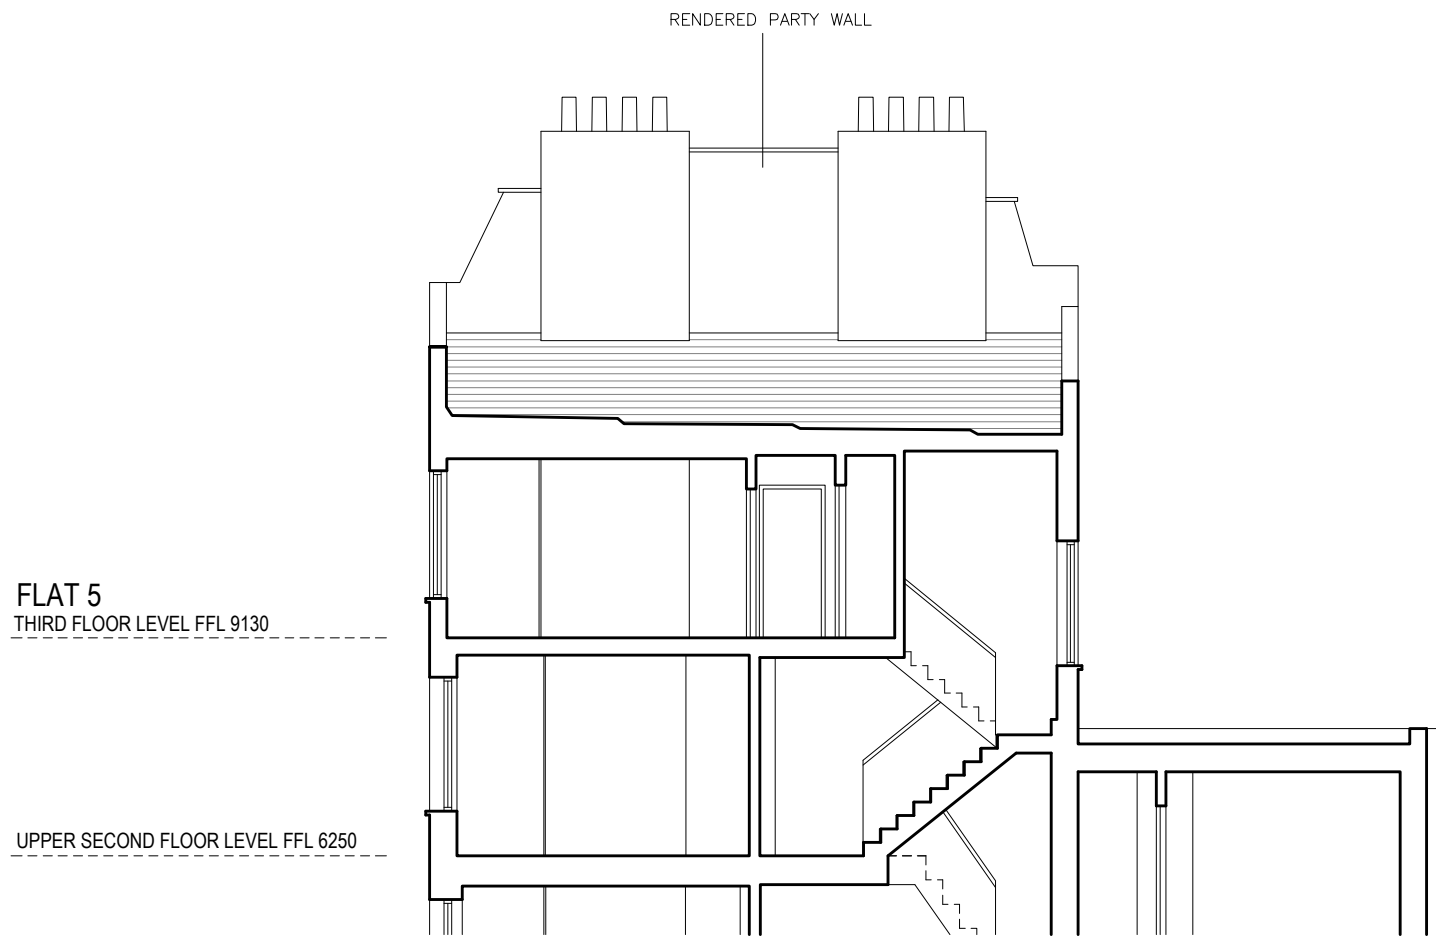 RENDERED PARTY WALL
FLAT 5
THIRD FLOOR LEVEL FFL 9130
UPPER SECOND FLOOR LEVEL FFL 6250